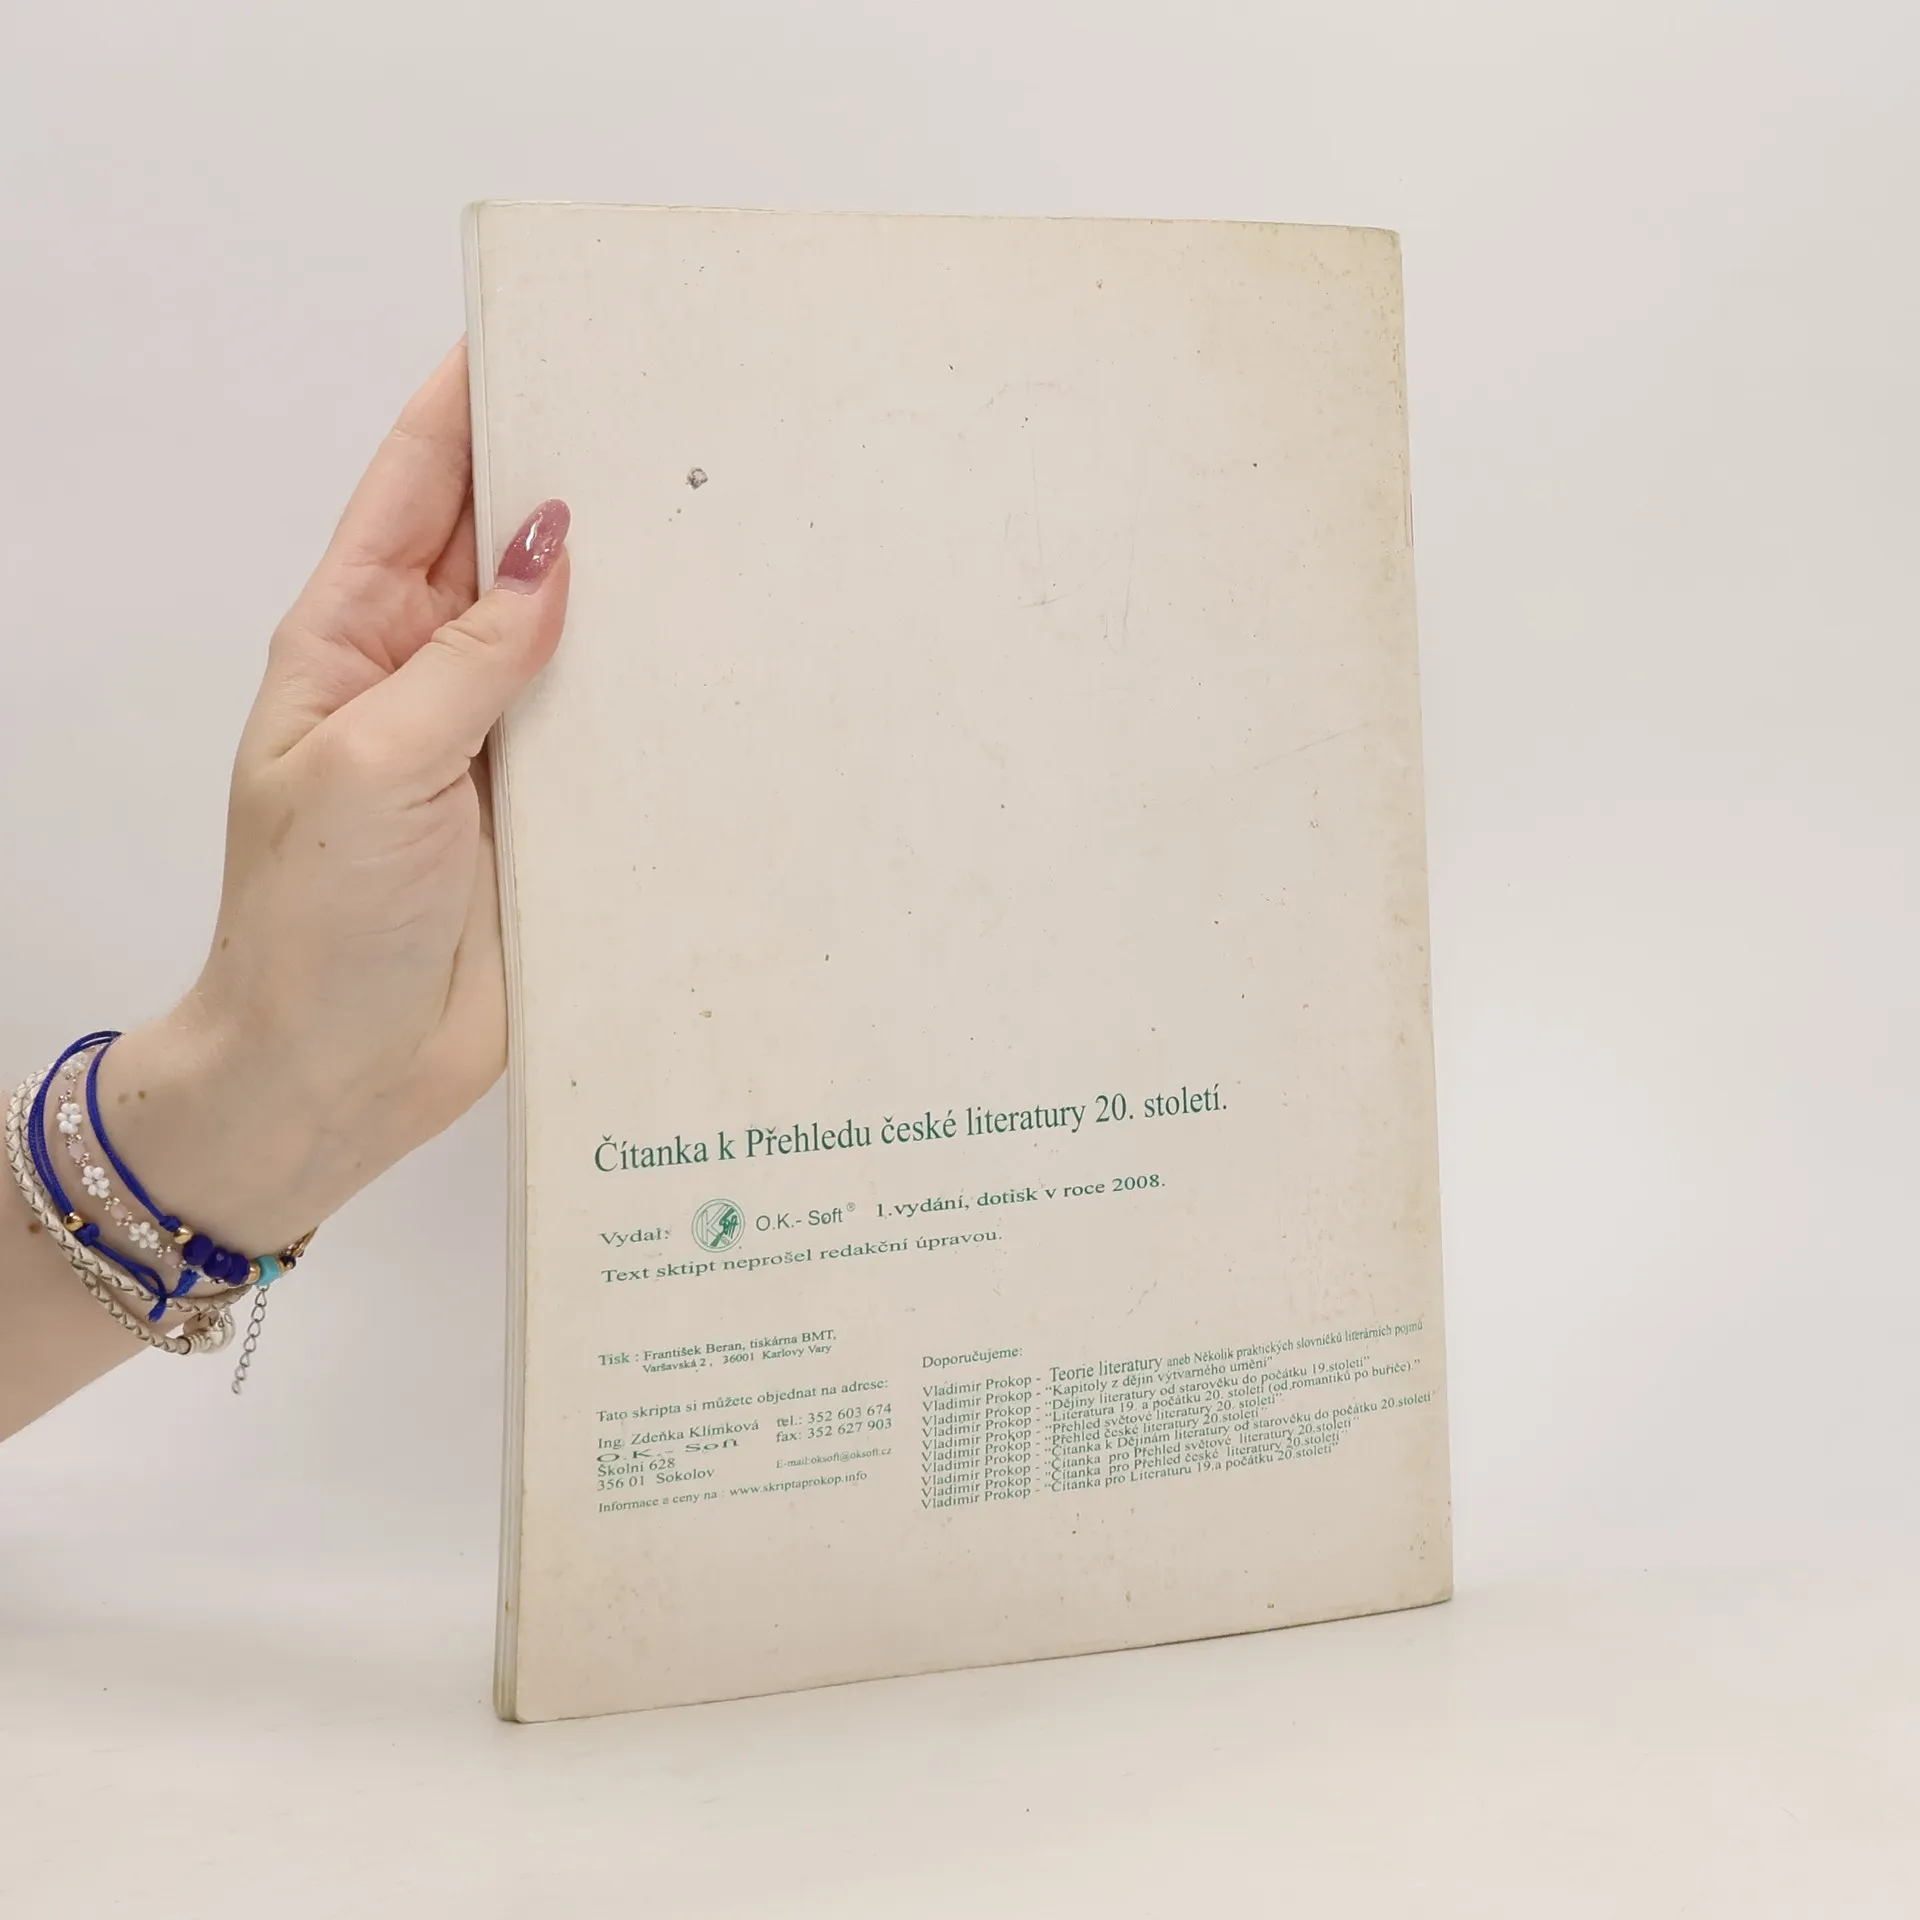 Čítanka k Přehledu české literatury 20. století.
Vydal: O.K.- Soft ® 1.vydání, dotisk v roce 2008.
Text sktipt neprošel redakční úpravou.
Tisk : František Beran, tiskárna BMT,
Varšavská 2 , 36001 Karlovy Vary
Tato skripta si můžete objednat na adrese:
Ing. Zdeňka Klímková tel.: 352 603 674
O.K.- Soft fax: 352 627 903
Školní 628
356 01 Sokolov E-mail:oksoft@oksoft.cz
Informace a ceny na : www.skriptaprokop.info
Doporučujeme:
Vladimír Prokop - Teorie literatury aneb Několik praktických slovníčků literárních pojmů
Vladimír Prokop - "Kapitoly z dějin výtvarného umění"
Vladimír Prokop - "Dějiny literatury od starověku do počátku 19.století"
Vladimír Prokop - "Literatura 19. a počátku 20. století (od romantiků po buřiče)."
Vladimír Prokop - "Přehled světové literatury 20. století"
Vladimír Prokop - "Přehled české literatury 20.století"
Vladimír Prokop - "Čítanka k Dějinám literatury od starověku do počátku 20.století"
Vladimír Prokop - "Čítanka pro Přehled světové literatury 20.století"
Vladimír Prokop - "Čítanka pro Přehled české literatury 20.století"
Vladimír Prokop - "Čítanka pro Literaturu 19.a počátku 20.století"